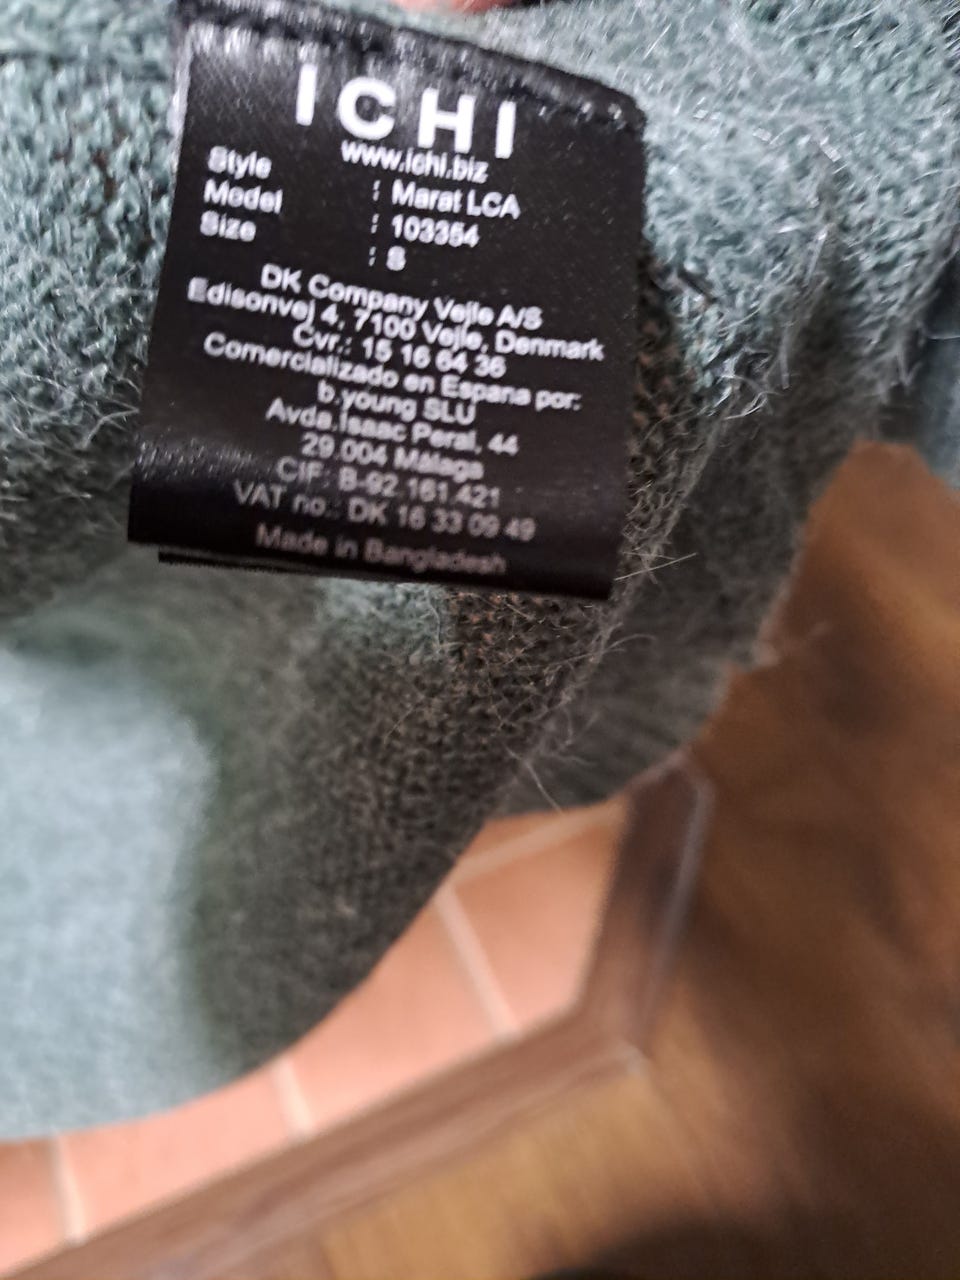 ICHI
www.ichi.biz
Style : Marat LCA
Model : 103354
Size : S
DK Company Vejle A/S
Edisonvej 4, 7100 Vejle, Denmark
Cvr.: 15 16 64 36
Comercializado en Espana por:
b.young SLU
Avda.Isaac Peral, 44
29.004 Málaga
CIF: B-92.161.421
VAT no.: DK 16 33 09 49
Made in Bangladesh